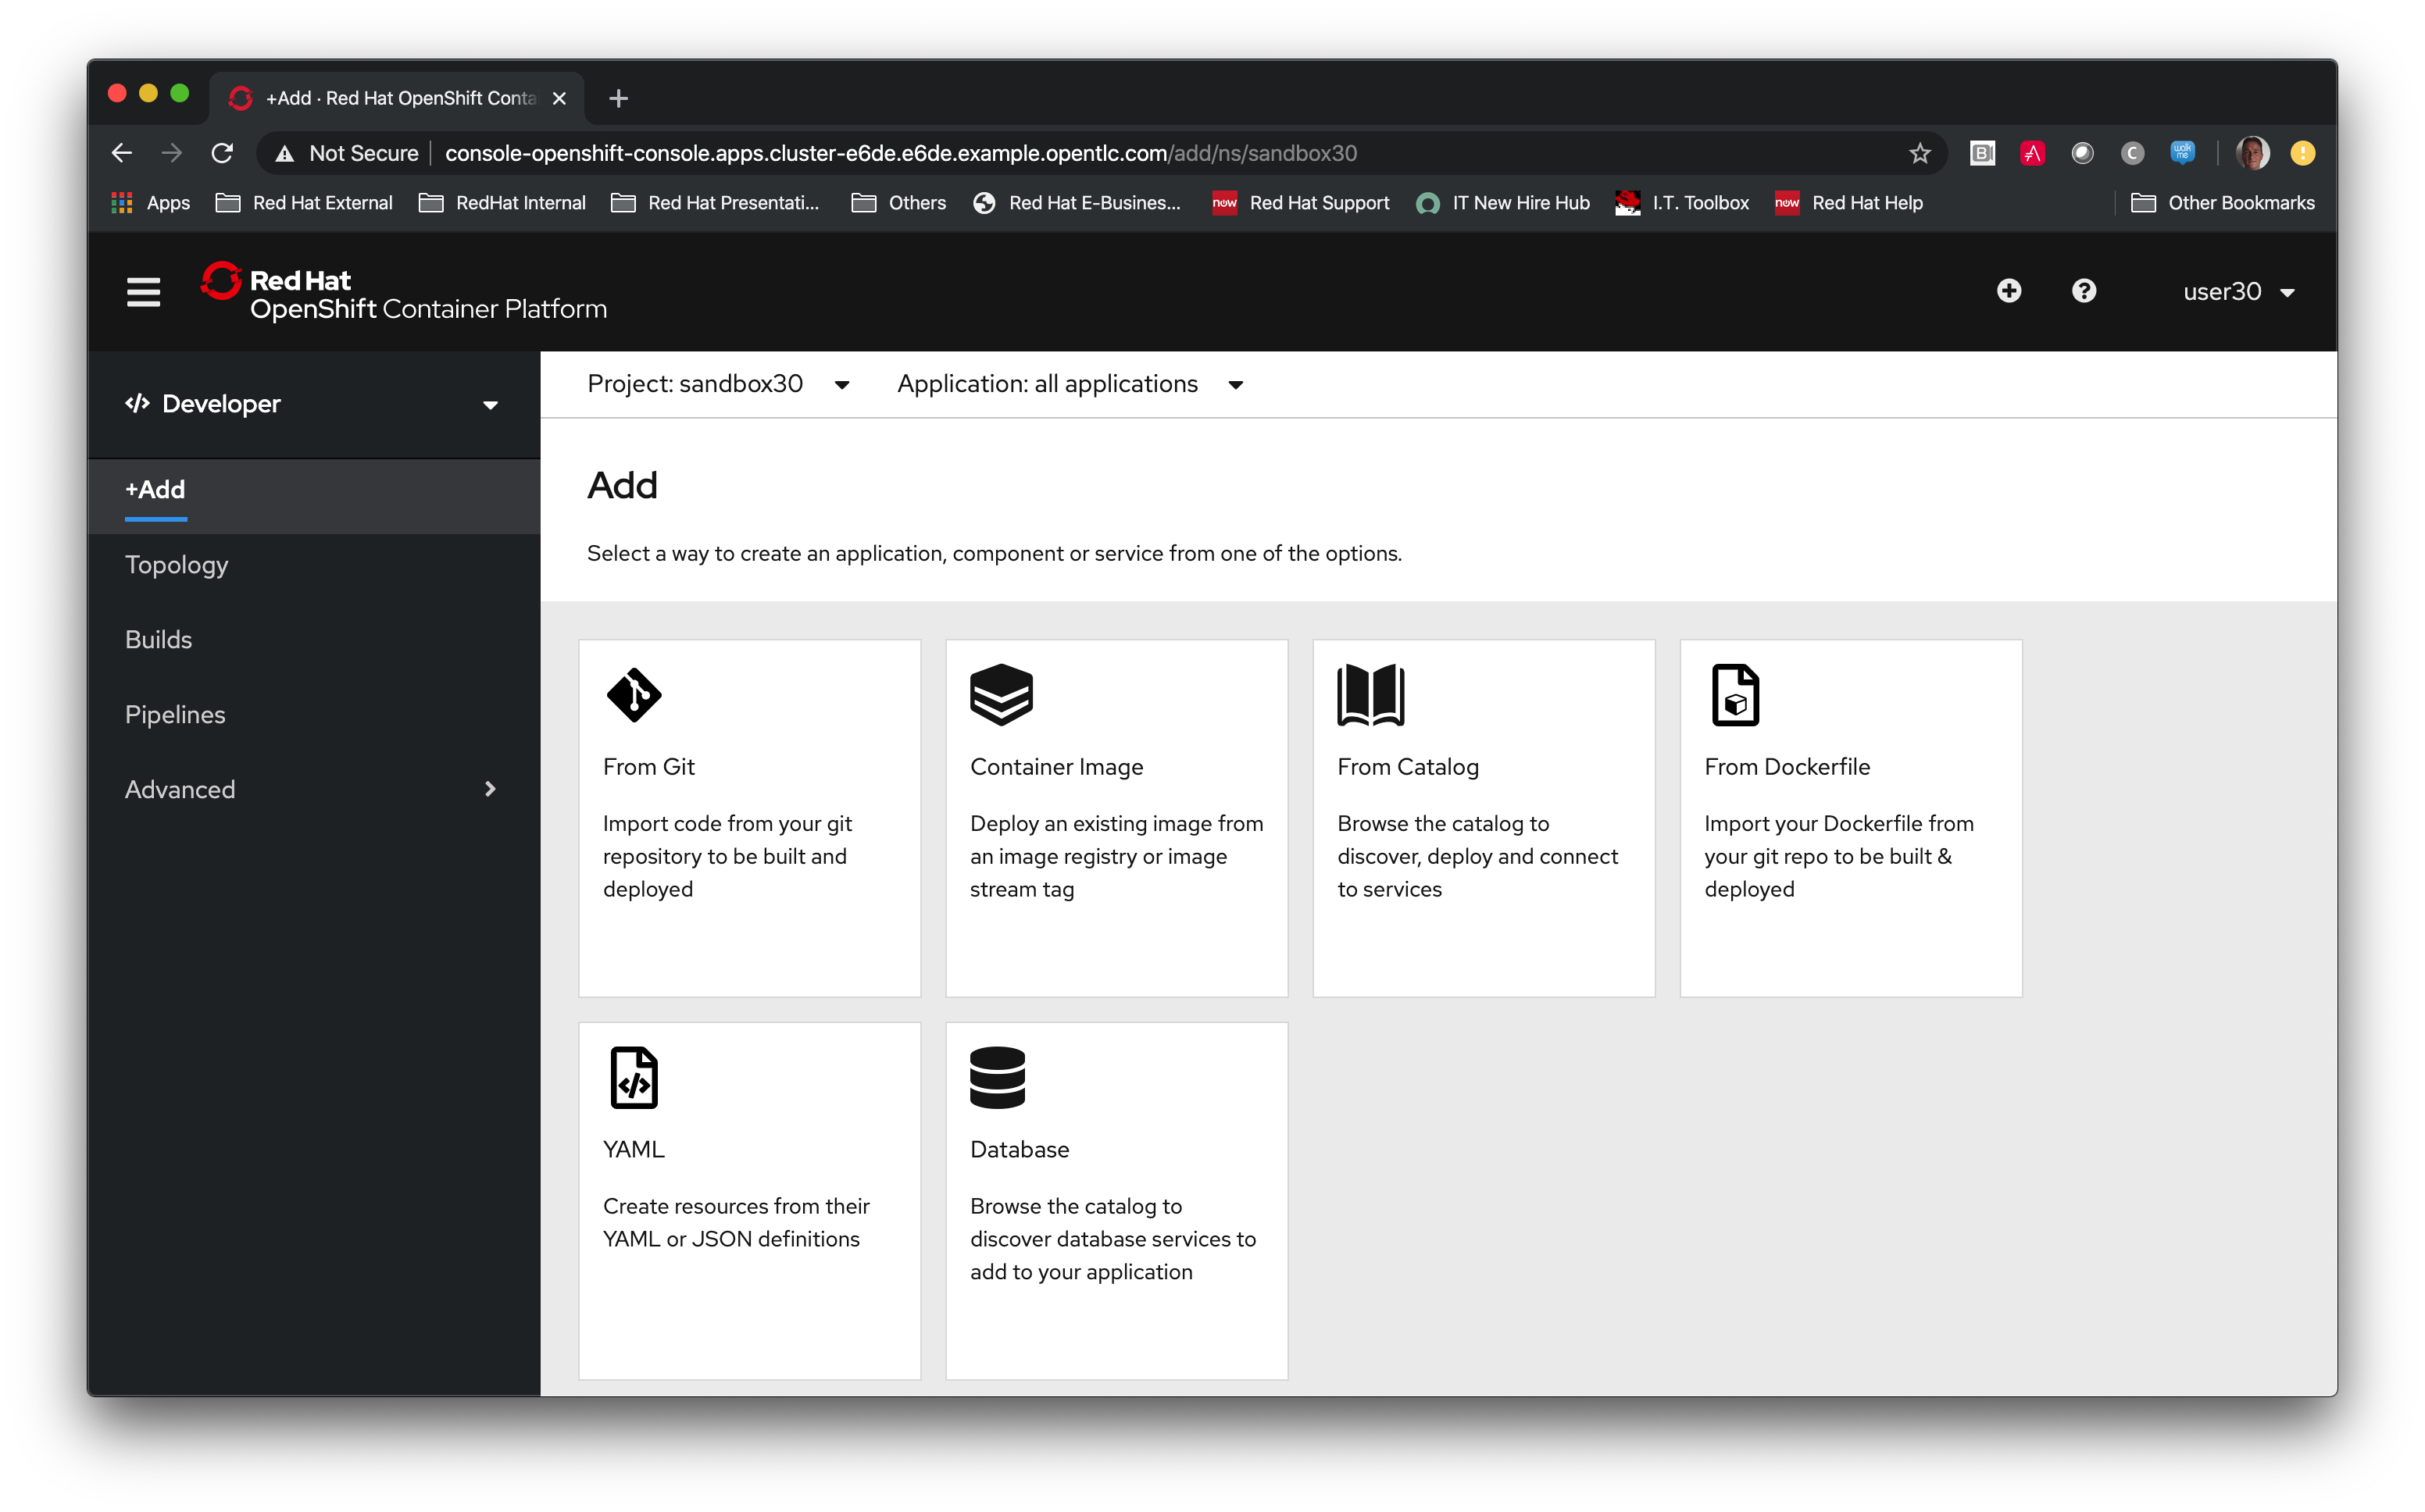 +Add · Red Hat OpenShift Conta
Not Secure
console-openshift-console.apps.cluster-e6de.e6de.example.opentlc.com/add/ns/sandbox30
Apps
Red Hat External
RedHat Internal
Red Hat Presentati...
Others
Red Hat E-Busines...
now
Red Hat Support
IT New Hire Hub
I.T. Toolbox
now
Red Hat Help
Other Bookmarks
Red Hat
OpenShift Container Platform
user30
Developer
+Add
Topology
Builds
Pipelines
Advanced
Project: sandbox30
Application: all applications
Add
Select a way to create an application, component or service from one of the options.
From Git
Import code from your git
repository to be built and
deployed
Container Image
Deploy an existing image from
an image registry or image
stream tag
From Catalog
Browse the catalog to
discover, deploy and connect
to services
From Dockerfile
Import your Dockerfile from
your git repo to be built &
deployed
YAML
Create resources from their
YAML or JSON definitions
Database
Browse the catalog to
discover database services to
add to your application